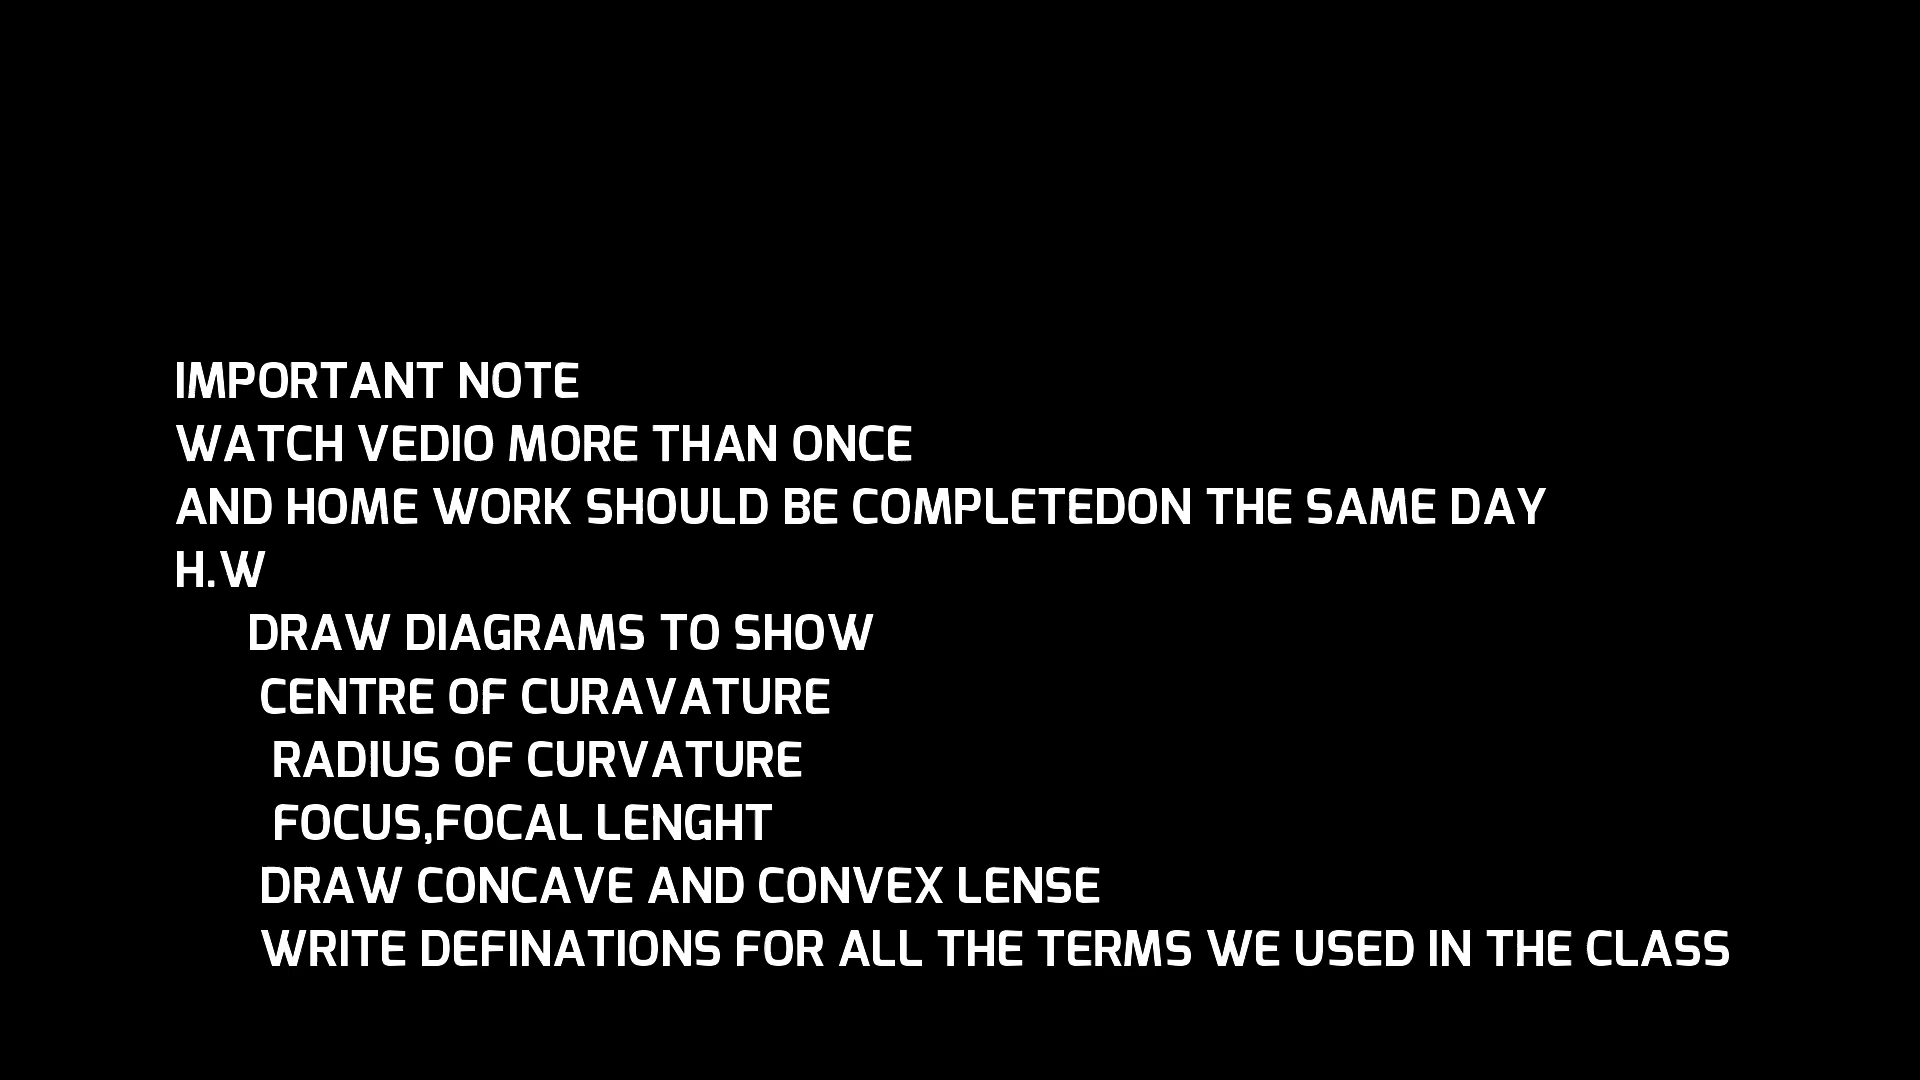 IMPORTANT NOTE
WATCH VEDIO MORE THAN ONCE
AND HOME WORK SHOULD BE COMPLETEDON THE SAME DAY
H.W
DRAW DIAGRAMS TO SHOW
CENTRE OF CURAVATURE
RADIUS OF CURVATURE
FOCUS,FOCAL LENGHT
DRAW CONCAVE AND CONVEX LENSE
WRITE DEFINATIONS FOR ALL THE TERMS WE USED IN THE CLASS